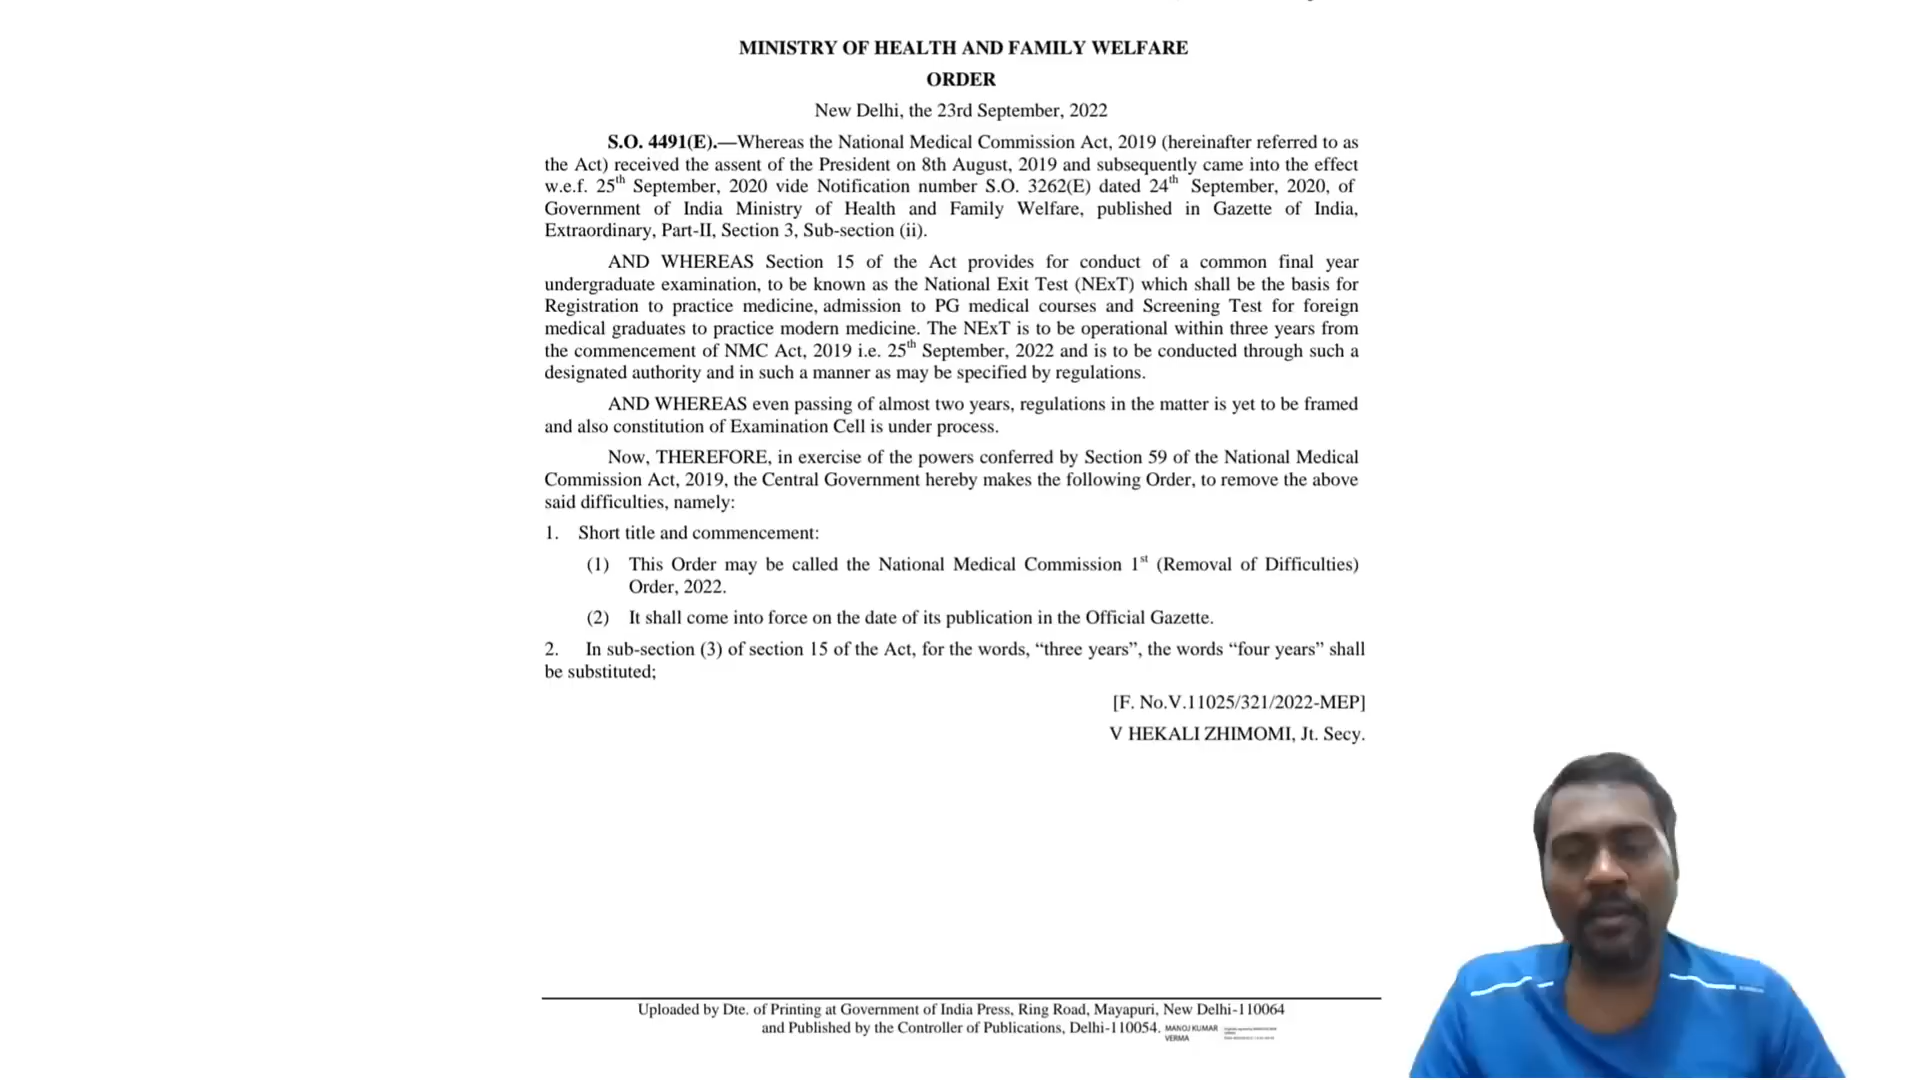 MINISTRY OF HEALTH AND FAMILY WELFARE
ORDER
New Delhi, the 23rd September, 2022
S.O. 4491(E).—Whereas the National Medical Commission Act, 2019 (hereinafter referred to as
the Act) received the assent of the President on 8th August, 2019 and subsequently came into the effect
w.e.f. 25th September, 2020 vide Notification number S.O. 3262(E) dated 24th September, 2020, of
Government of India Ministry of Health and Family Welfare, published in Gazette of India,
Extraordinary, Part-II, Section 3, Sub-section (ii).
AND WHEREAS Section 15 of the Act provides for conduct of a common final year
undergraduate examination, to be known as the National Exit Test (NExT) which shall be the basis for
Registration to practice medicine, admission to PG medical courses and Screening Test for foreign
medical graduates to practice modern medicine. The NExT is to be operational within three years from
the commencement of NMC Act, 2019 i.e. 25th September, 2022 and is to be conducted through such a
designated authority and in such a manner as may be specified by regulations.
AND WHEREAS even passing of almost two years, regulations in the matter is yet to be framed
and also constitution of Examination Cell is under process.
Now, THEREFORE, in exercise of the powers conferred by Section 59 of the National Medical
Commission Act, 2019, the Central Government hereby makes the following Order, to remove the above
said difficulties, namely:
1. Short title and commencement:
(1) This Order may be called the National Medical Commission 1st (Removal of Difficulties)
Order, 2022.
(2) It shall come into force on the date of its publication in the Official Gazette.
2. In sub-section (3) of section 15 of the Act, for the words, “three years”, the words “four years” shall
be substituted;
[F. No.V.11025/321/2022-MEP]
V HEKALI ZHIMOMI, Jt. Secy.
Uploaded by Dte. of Printing at Government of India Press, Ring Road, Mayapuri, New Delhi-110064
and Published by the Controller of Publications, Delhi-110054.
MANOJ KUMAR
VERMA